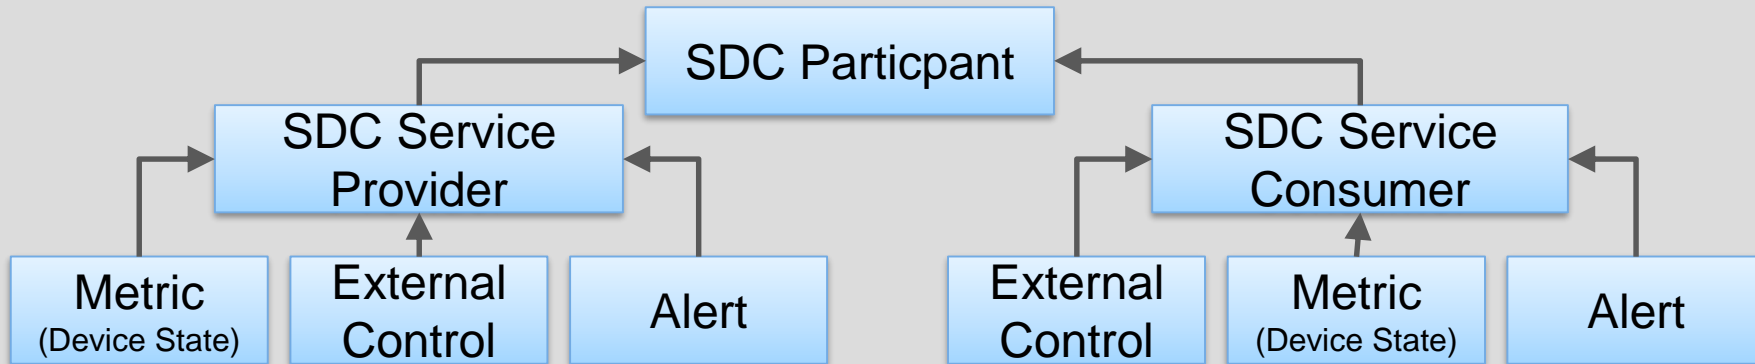 SDC Particpant
SDC Service
Provider
SDC Service
Consumer
Metric
(Device State)
External
Control
Alert
External
Control
Metric
(Device State)
Alert